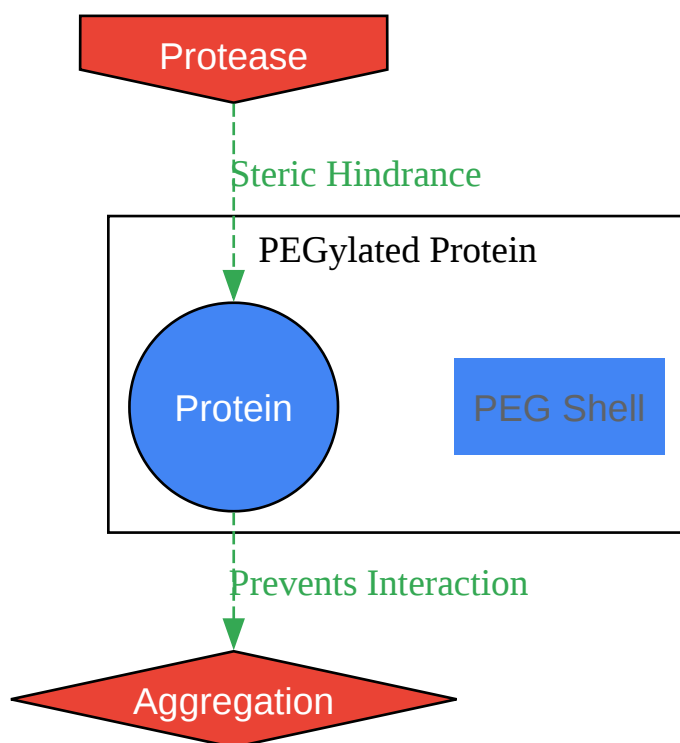 Protease
Steric Hindrance
PEGylated Protein
Protein
PEG Shell
Prevents Interaction
Aggregation